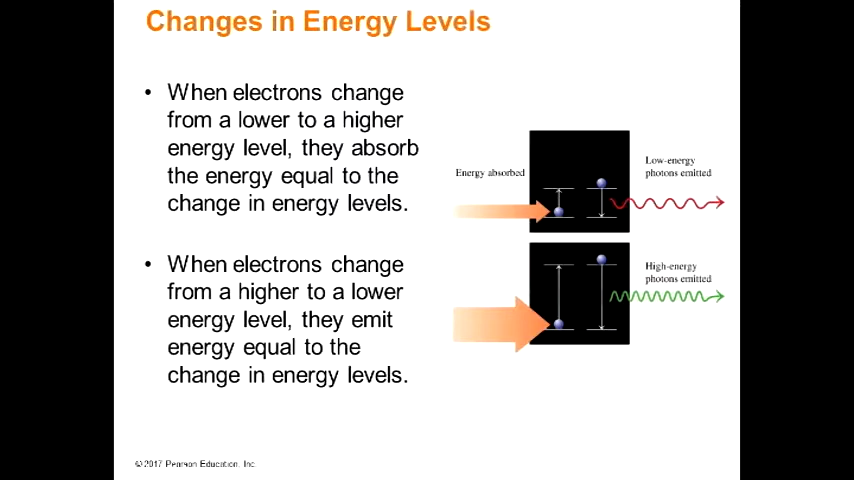 Changes in Energy Levels
• When electrons change
from a lower to a higher
energy level, they absorb
the energy equal to the
change in energy levels.
• When electrons change
from a higher to a lower
energy level, they emit
energy equal to the
change in energy levels.
Energy absorbed
Low-energy
photons emitted
High-energy
photons emitted
© 2017 Pearson Education, Inc